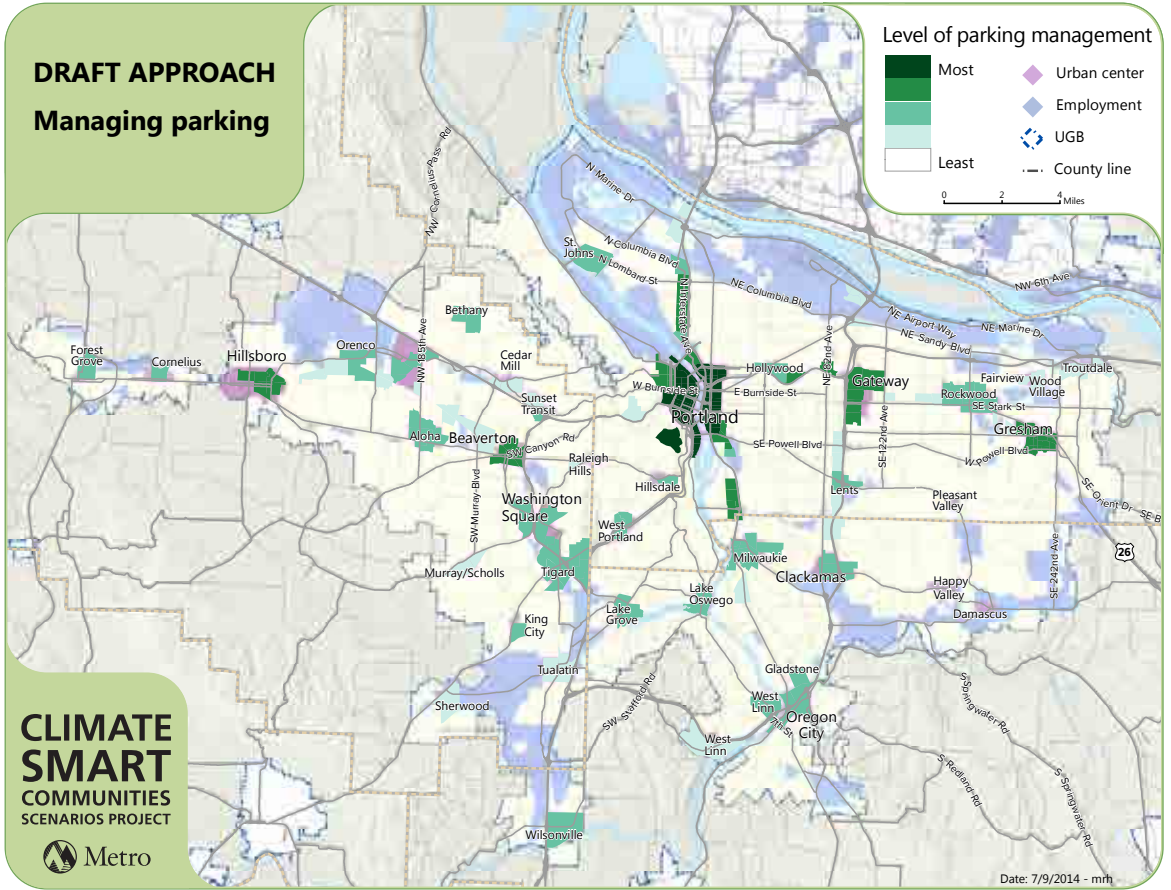 DRAFT APPROACH
Managing parking
Level of parking management
Most
Least
Urban center
Employment
UGB
County line
0 2 4
Miles
NW Cornelius Pass Rd
N Marine Dr
St.
Johns
N Columbia Blvd
N Lombard St
N Interstate Ave
NE Columbia Blvd
NW 6th Ave
NE Airport Way
NE Marine Dr
NE Sandy Blvd
NE 82nd Ave
Bethany
Forest
Grove
Cornelius
Hillsboro
Orenco
NW 185th Ave
Cedar
Mill
Hollywood
Troutdale
Gateway
Fairview
Wood
Village
W Burnside St
E Burnside St
Rockwood
SE Stark St
Sunset
Transit
Portland
SE 122nd Ave
Gresham
Aloha
Beaverton
SW Canyon Rd
SE Powell Blvd
W Powell Blvd
Raleigh
Hills
SW Murray Blvd
Hillsdale
Lents
SE Orient Dr
SE B
Washington
Square
Pleasant
Valley
West
Portland
26
SE 242nd Ave
Murray/Scholls
Tigard
Milwaukie
Clackamas
Happy
Valley
Damascus
Lake
Oswego
Lake
Grove
King
City
Tualatin
Gladstone
SW Stafford Rd
Sherwood
West
Linn
Oregon
City
7th St
West
Linn
S Springwater Rd
S Redland Rd
S Springwater Rd
Wilsonville
CLIMATE
SMART
COMMUNITIES
SCENARIOS PROJECT
Metro
Date: 7/9/2014 - mrh